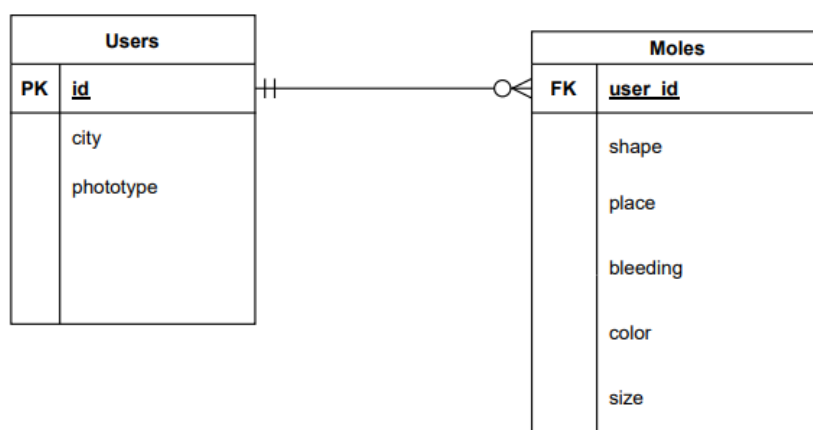 Users
PK id
city
phototype
Moles
FK user_id
shape
place
bleeding
color
size